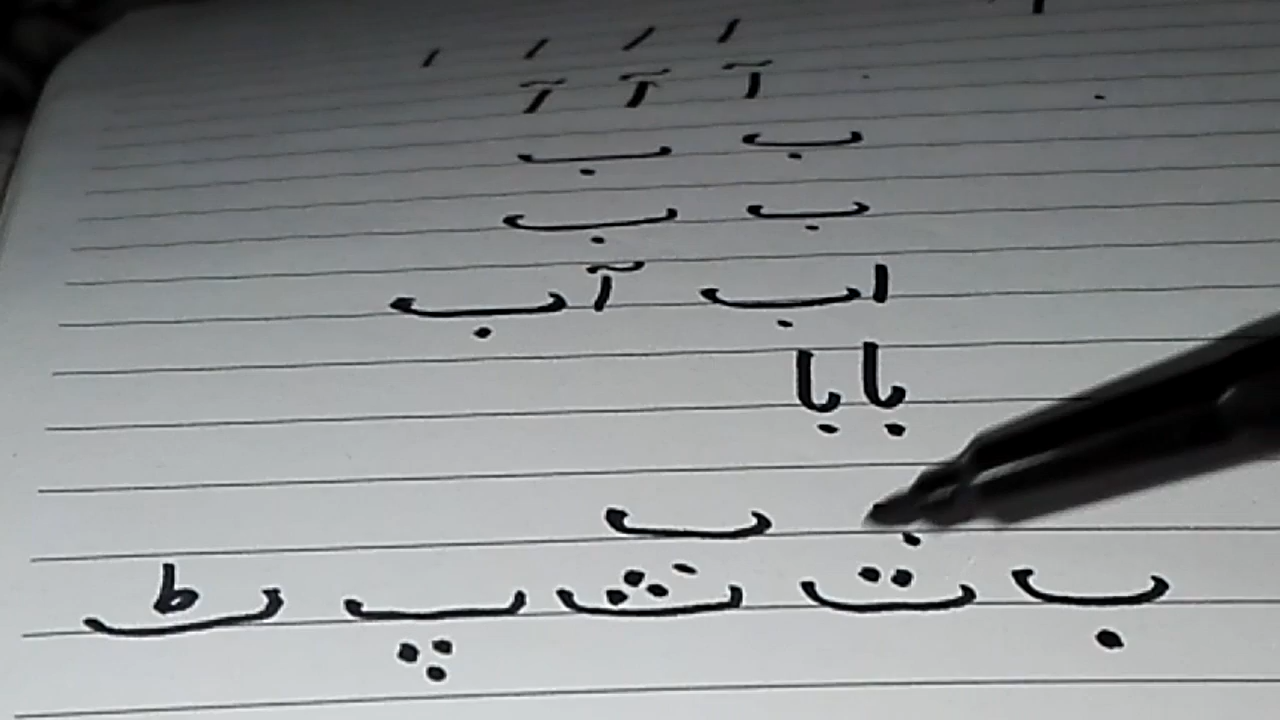 ا ا ا ا
آ آ آ
ب ب
ب ب
اب آب
بابا
ب
ب ت ث پ ٹ